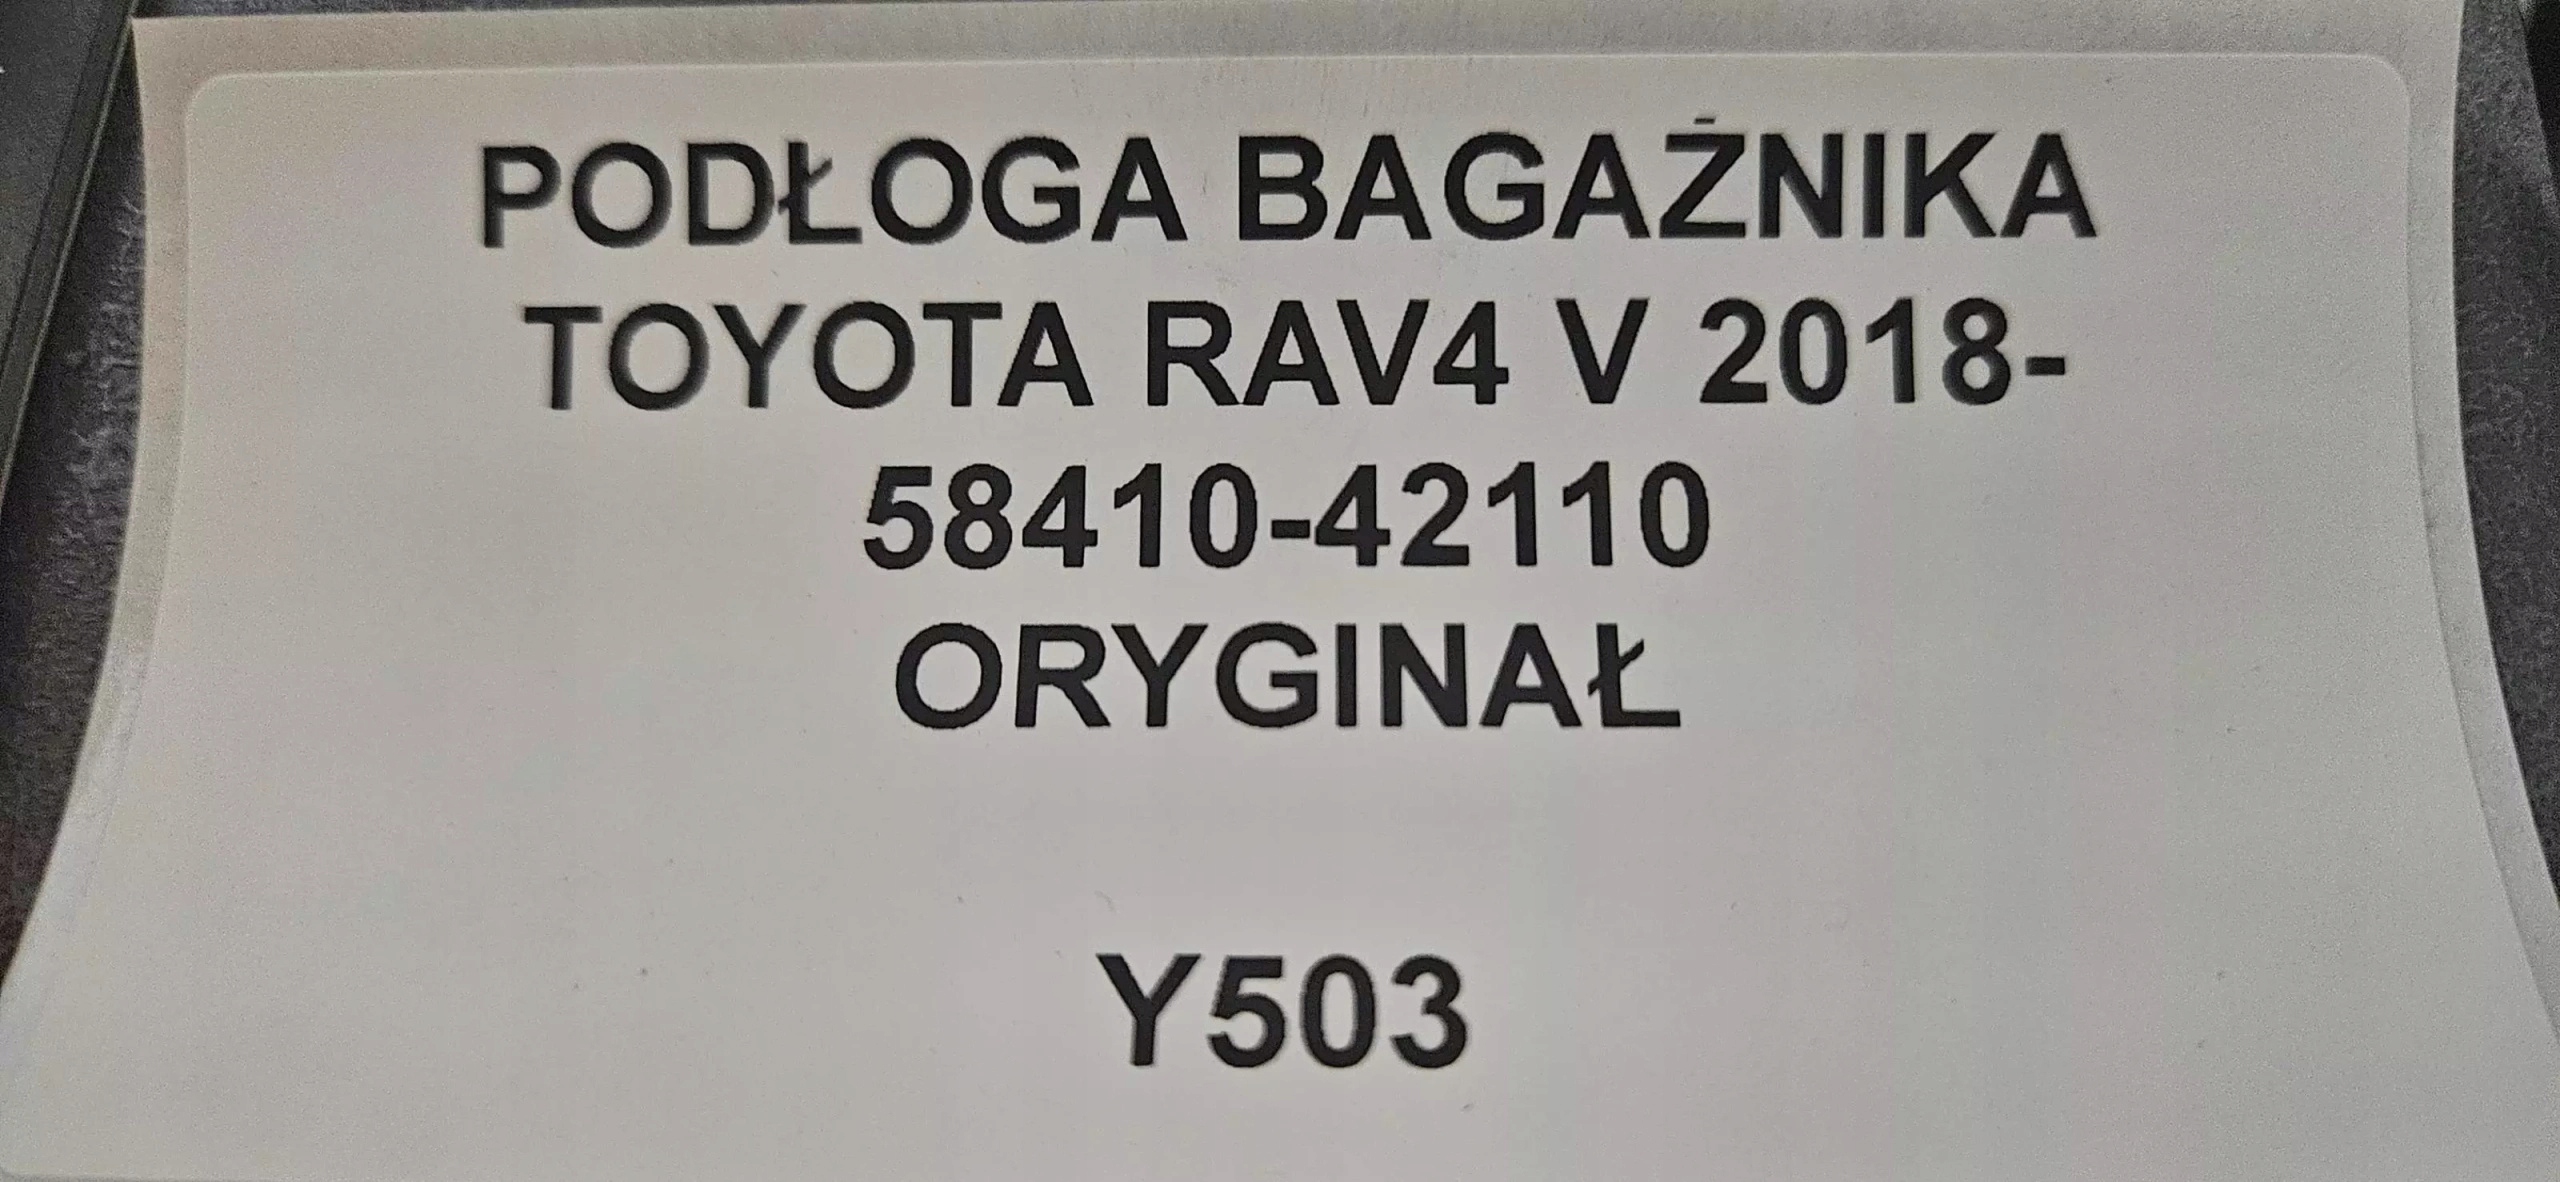 PODŁOGA BAGAŻNIKA
TOYOTA RAV4 V 2018-
58410-42110
ORYGINAŁ
Y503